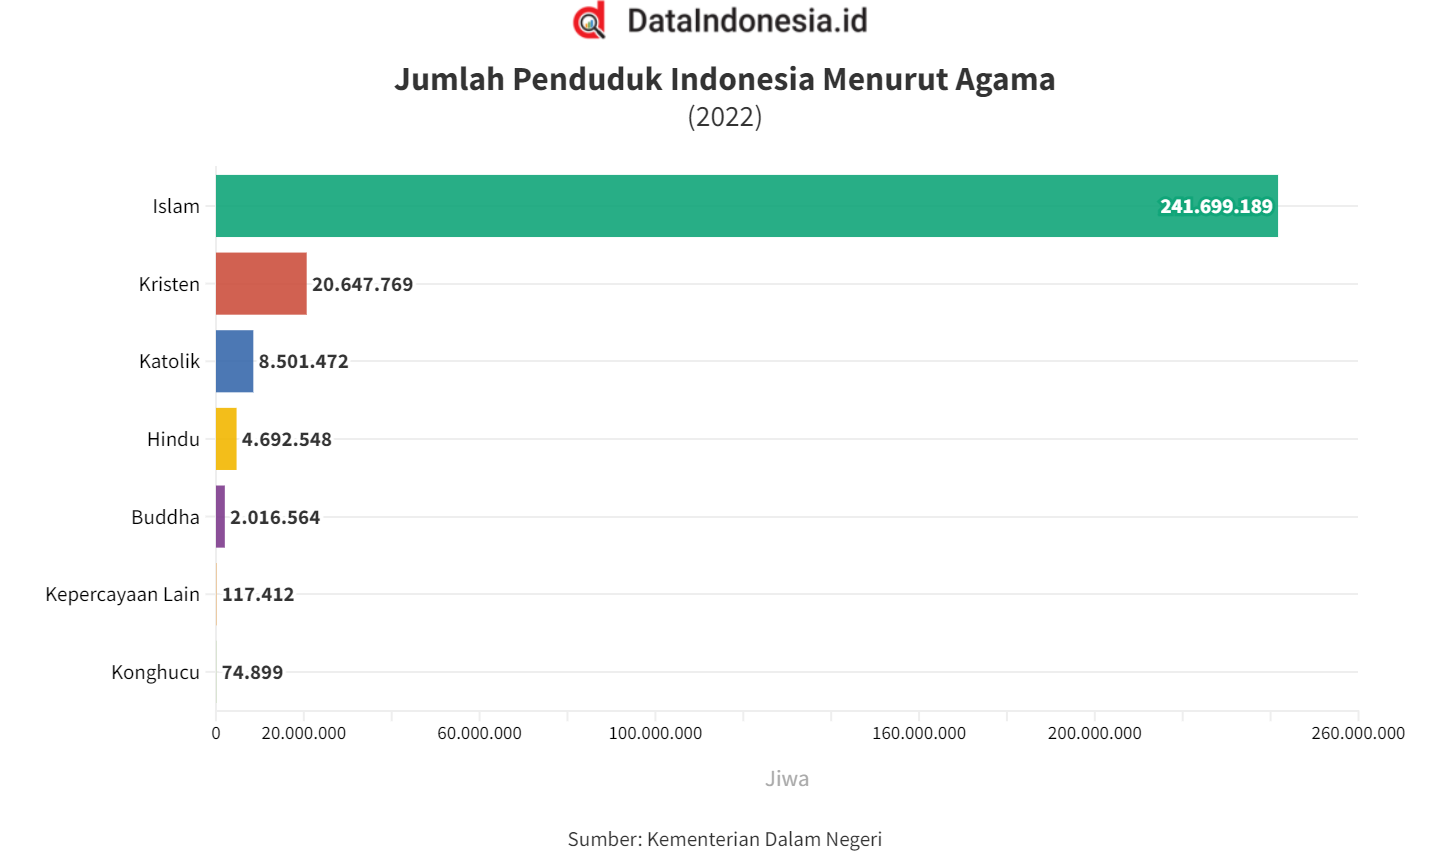 DataIndonesia.id
Jumlah Penduduk Indonesia Menurut Agama
(2022)
Islam 241.699.189
Kristen 20.647.769
Katolik 8.501.472
Hindu 4.692.548
Buddha 2.016.564
Kepercayaan Lain 117.412
Konghucu 74.899
0 20.000.000 60.000.000 100.000.000 160.000.000 200.000.000 260.000.000
Jiwa
Sumber: Kementerian Dalam Negeri